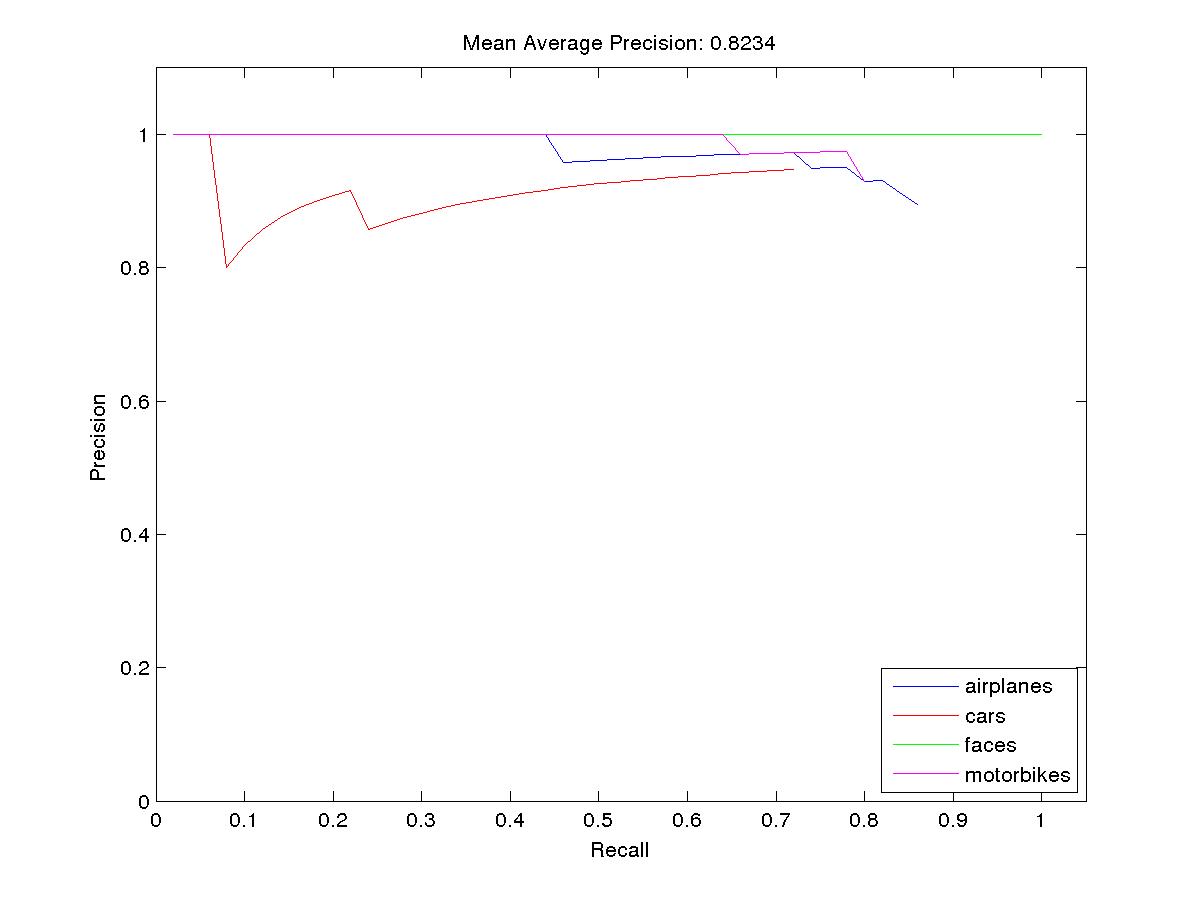 Mean Average Precision: 0.8234
1
0.8
0.6
0.4
0.2
0
Precision
airplanes
cars
faces
motorbikes
0 0.1 0.2 0.3 0.4 0.5 0.6 0.7 0.8 0.9 1
Recall